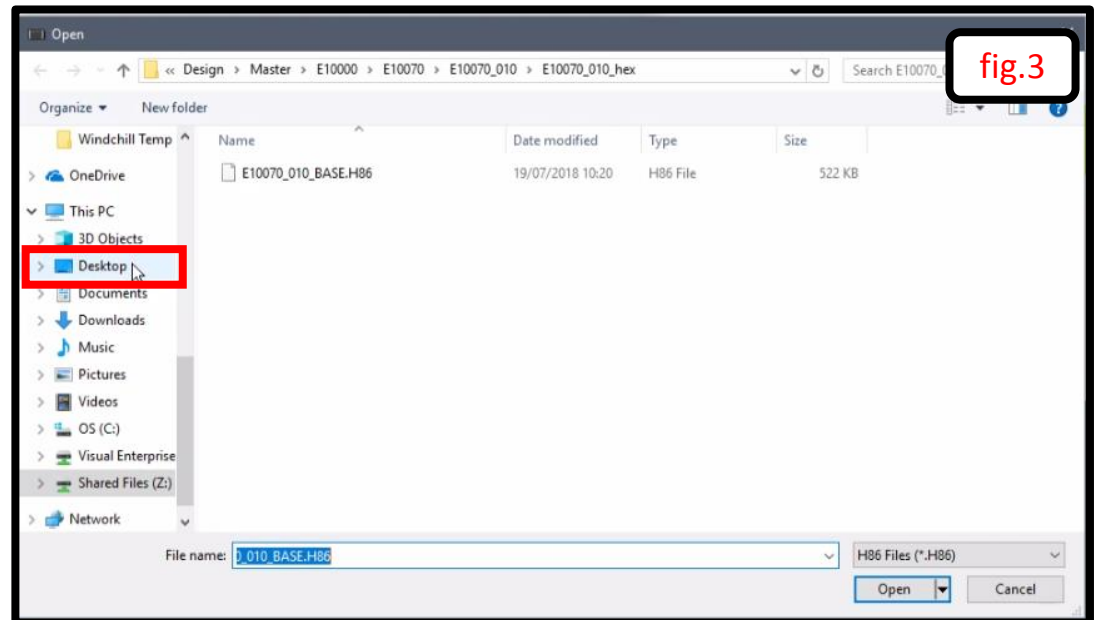 Open
fig.3
« Design > Master > E10000 > E10070 > E10070_010 > E10070_010_hex
Search E10070_
Organize
New folder
Name
Date modified
Type
Size
E10070_010_BASE.H86
19/07/2018 10:20
H86 File
522 KB
Windchill Temp
OneDrive
This PC
3D Objects
Desktop
Documents
Downloads
Music
Pictures
Videos
OS (C:)
Visual Enterprise
Shared Files (Z:)
Network
File name:
_010_BASE.H86
H86 Files (*.H86)
Open
Cancel